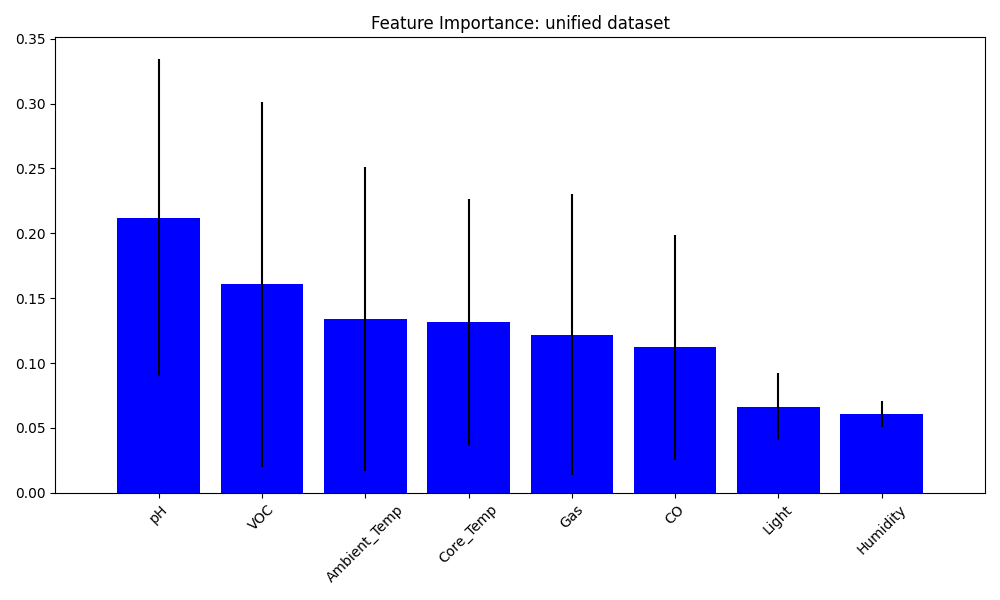 Feature Importance: unified dataset
0.35
0.30
0.25
0.20
0.15
0.10
0.05
0.00
pH
VOC
Ambient_Temp
Core_Temp
Gas
CO
Light
Humidity